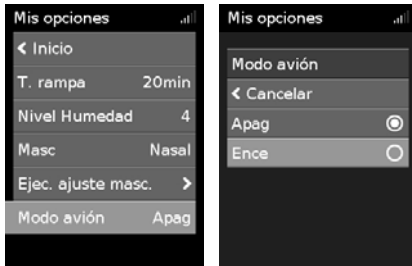 Mis opciones
< Inicio
T. rampa 20min
Nivel Humedad 4
Masc Nasal
Ejec. ajuste masc. >
Modo avión Apag
Mis opciones
Modo avión
< Cancelar
Apag
Ence